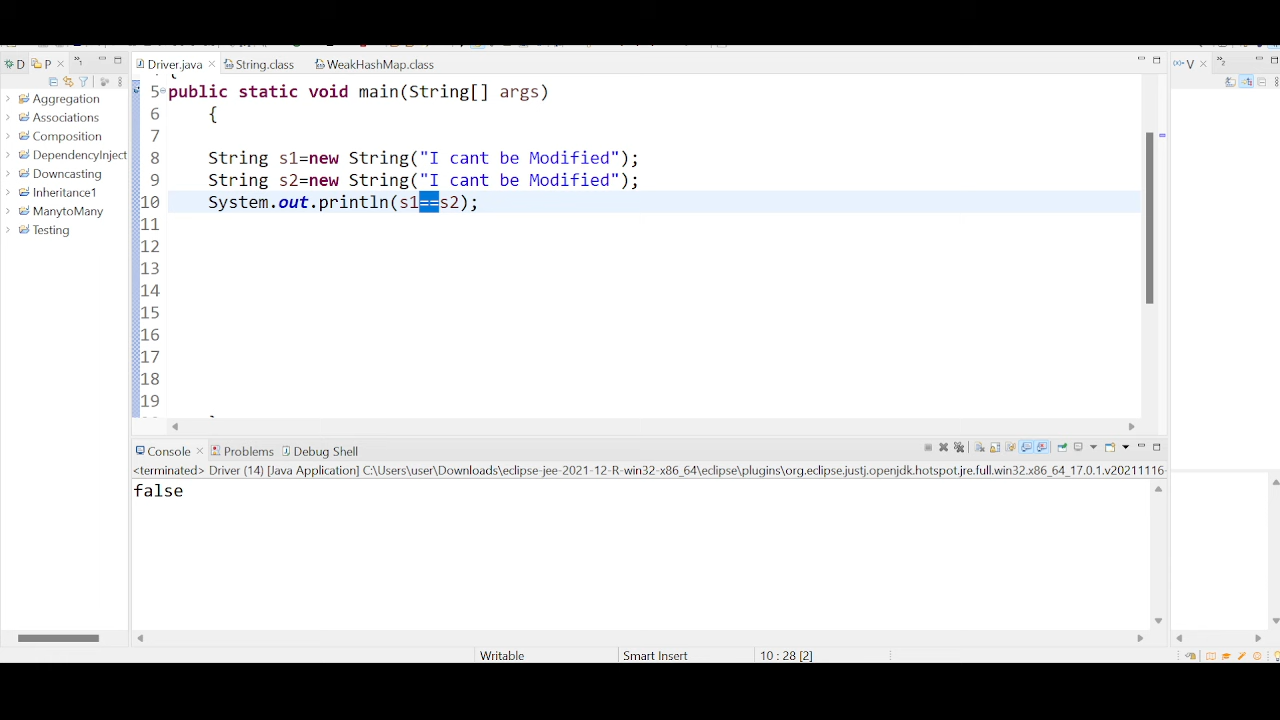 D P
Driver.java String.class WeakHashMap.class
V
Aggregation
Associations
Composition
DependencyInject
Downcasting
Inheritance1
ManytoMany
Testing
5 public static void main(String[] args)
6 {
7
8 String s1=new String("I cant be Modified");
9 String s2=new String("I cant be Modified");
10 System.out.println(s1==s2);
11
12
13
14
15
16
17
18
19
Console Problems Debug Shell
<terminated> Driver (14) [Java Application] C:\Users\user\Downloads\eclipse-jee-2021-12-R-win32-x86_64\eclipse\plugins\org.eclipse.justj.openjdk.hotspot.jre.full.win32.x86_64_17.0.1.v20211116-
false
Writable Smart Insert 10 : 28 [2]